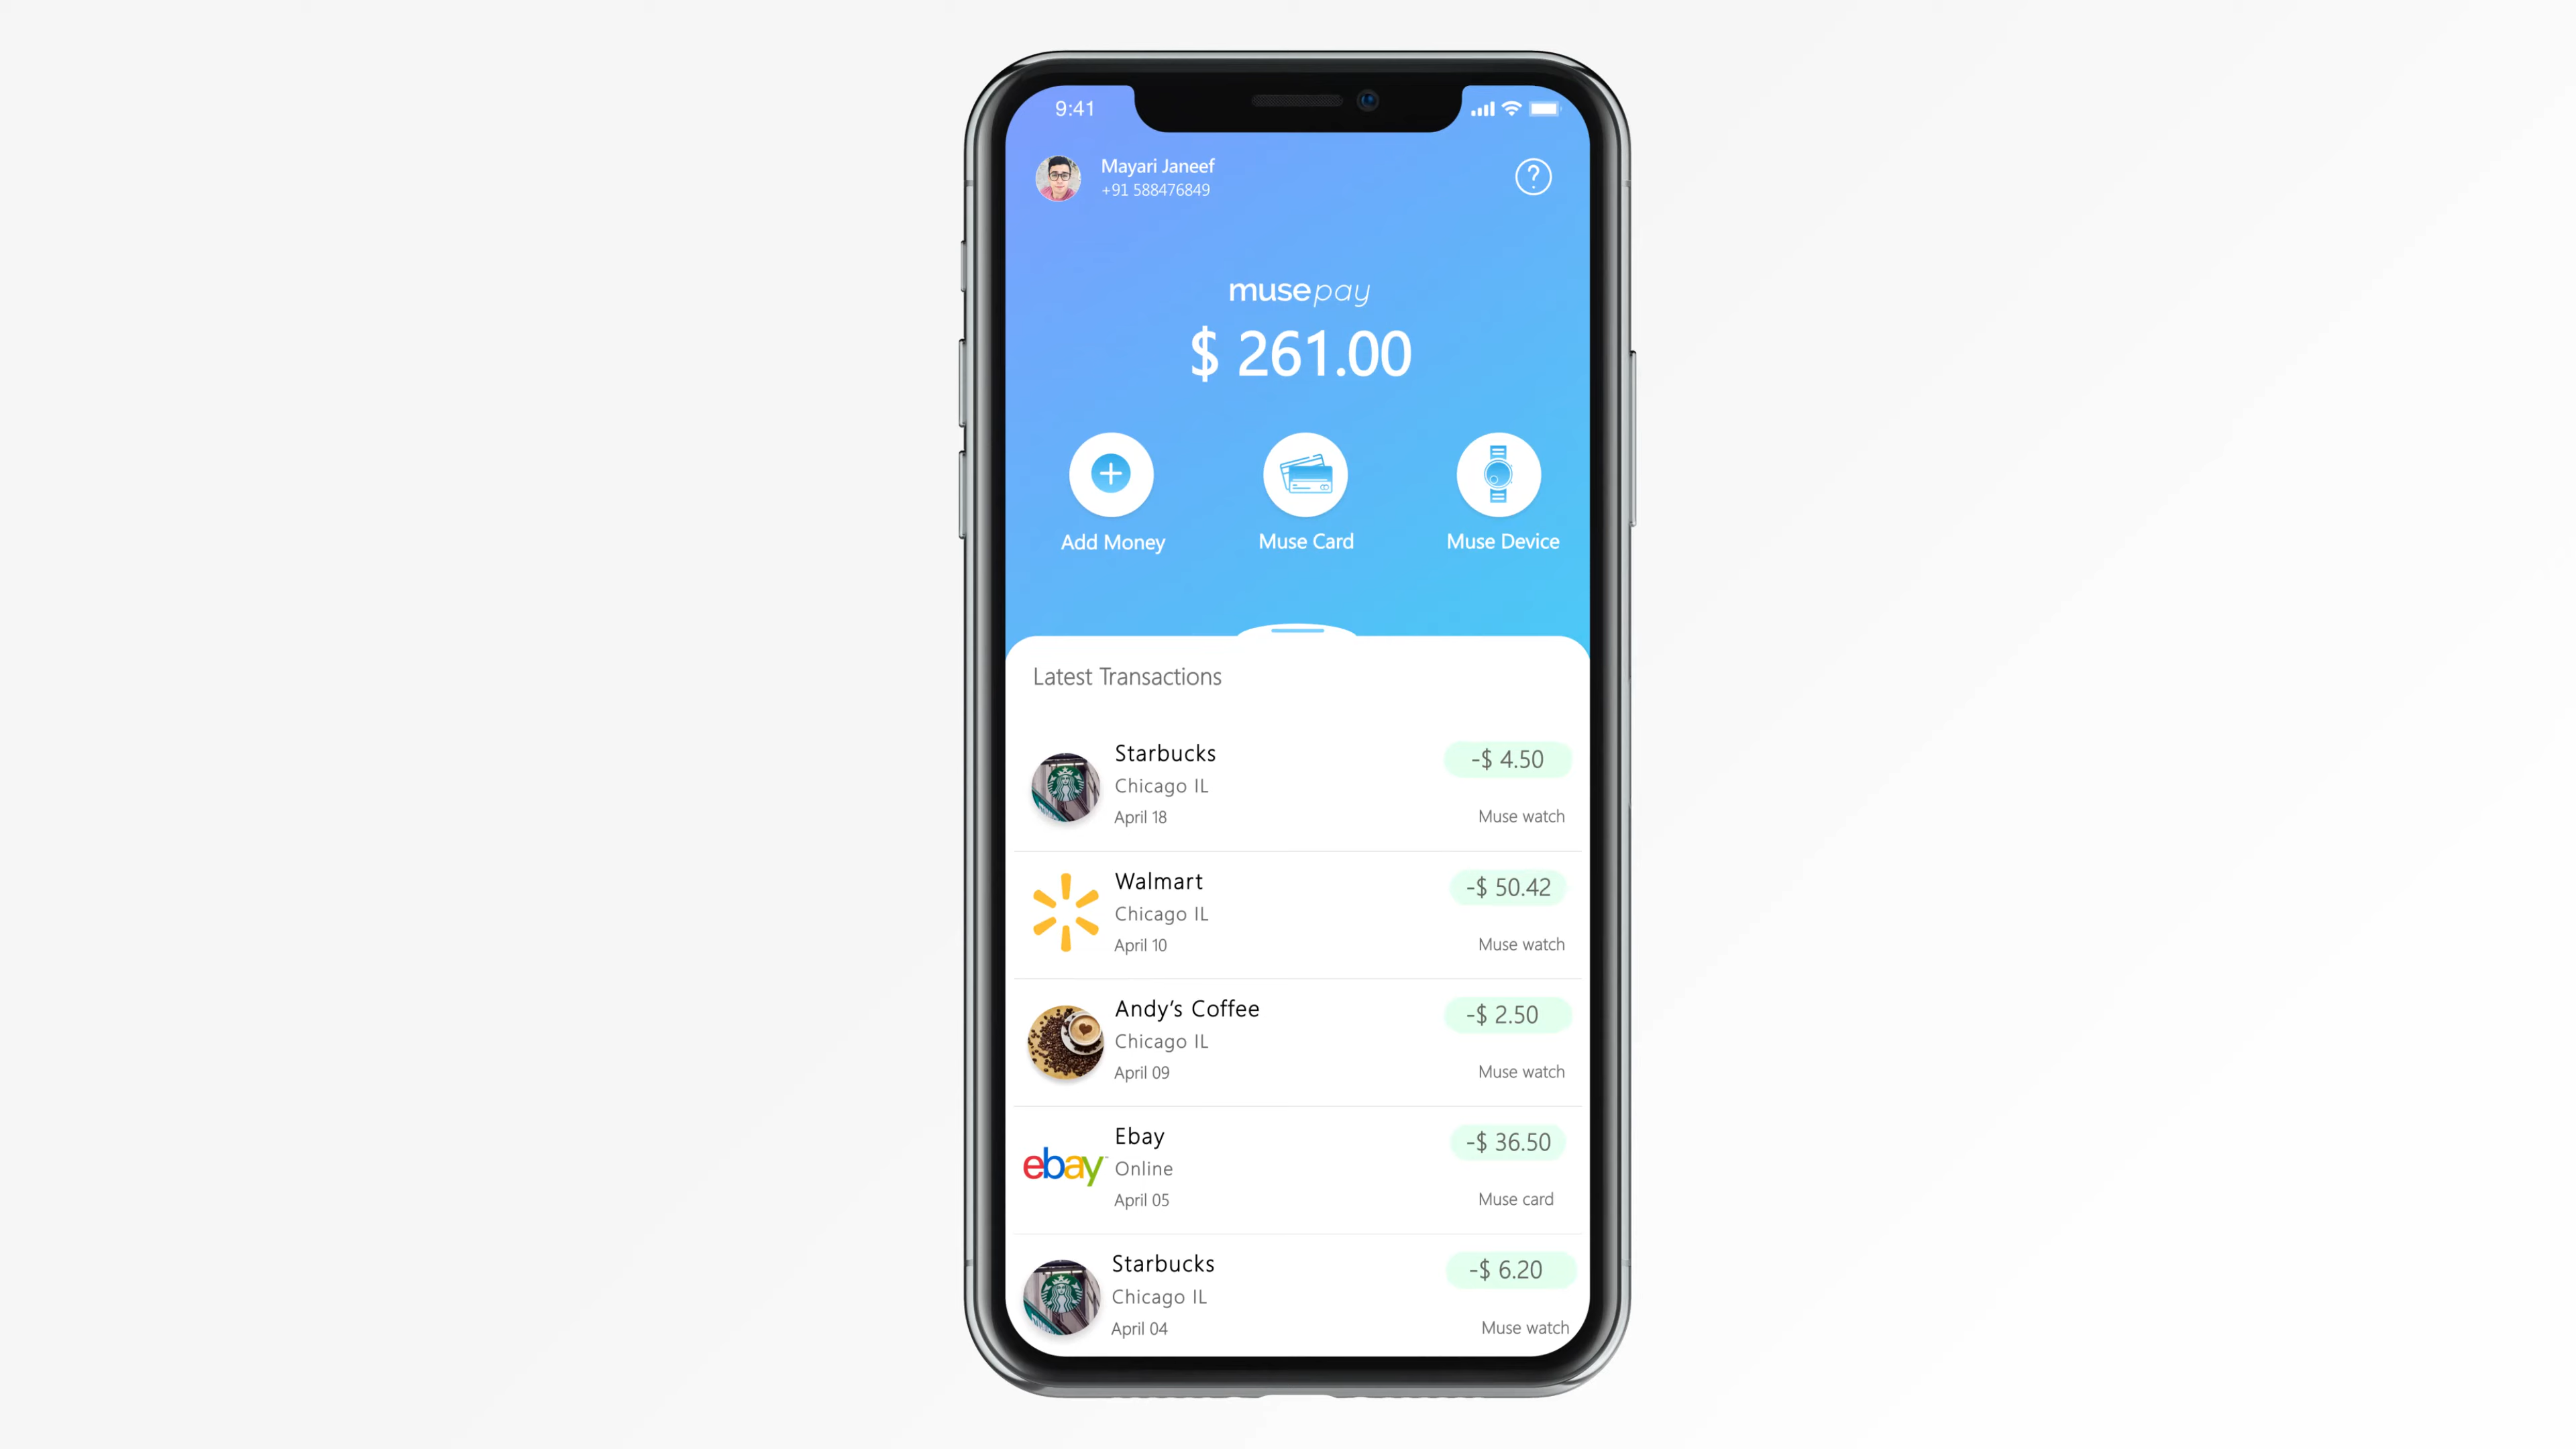 9:41
Mayari Janeef
+91 588476849
?
musepay
$ 261.00
Add Money
Muse Card
Muse Device
Latest Transactions
Starbucks
-$ 4.50
Chicago IL
April 18
Muse watch
Walmart
-$ 50.42
Chicago IL
April 10
Muse watch
Andy’s Coffee
-$ 2.50
Chicago IL
April 09
Muse watch
ebay
Ebay
-$ 36.50
Online
April 05
Muse card
Starbucks
-$ 6.20
Chicago IL
April 04
Muse watch